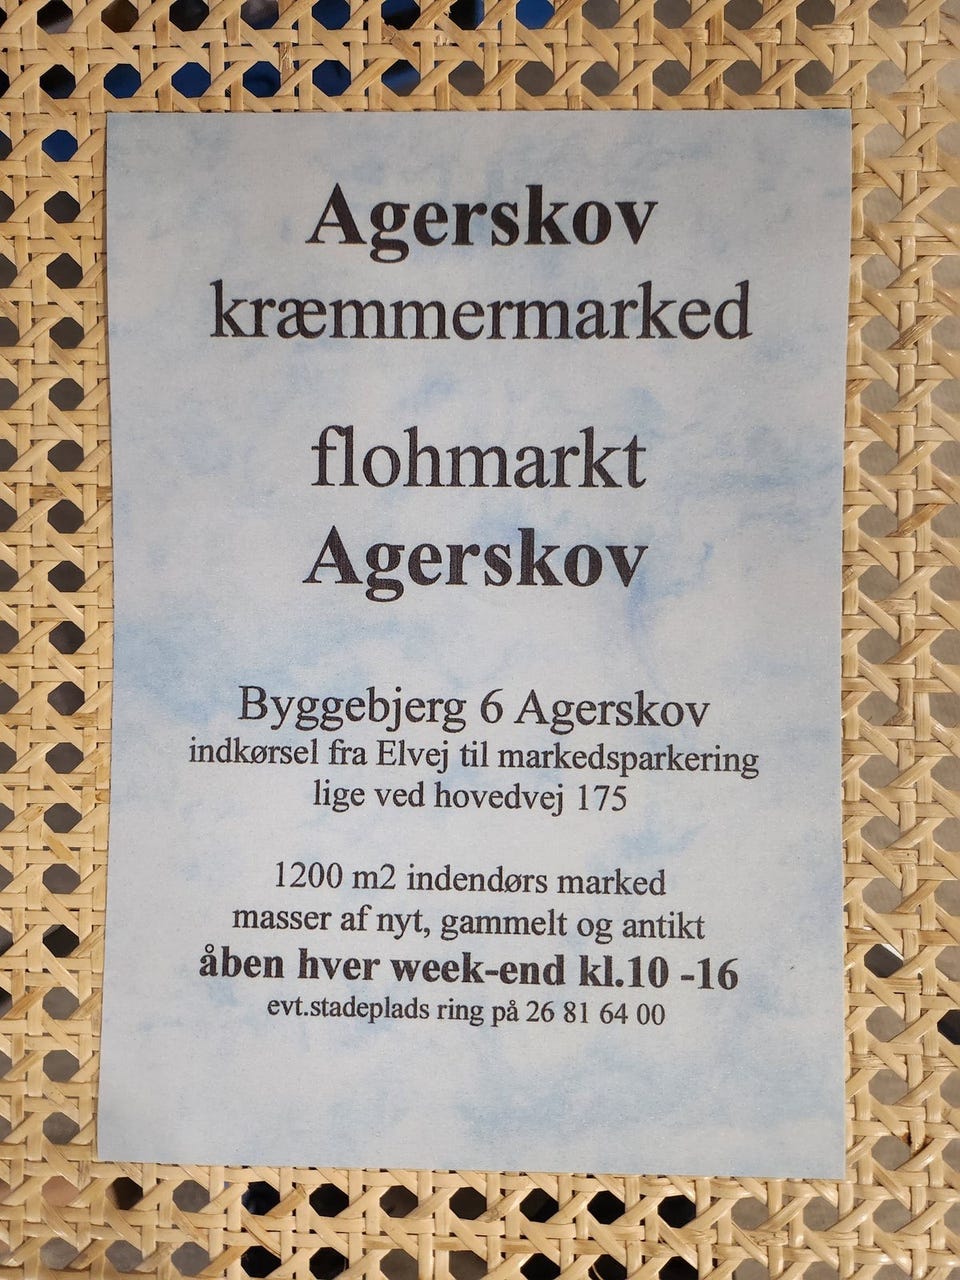 Agerskov
kræmmermarked
flohmarkt
Agerskov
Byggebjerg 6 Agerskov
indkørsel fra Elvej til markedsparkering
lige ved hovedvej 175
1200 m2 indendørs marked
masser af nyt, gammelt og antikt
åben hver week-end kl.10 -16
evt.stadeplads ring på 26 81 64 00